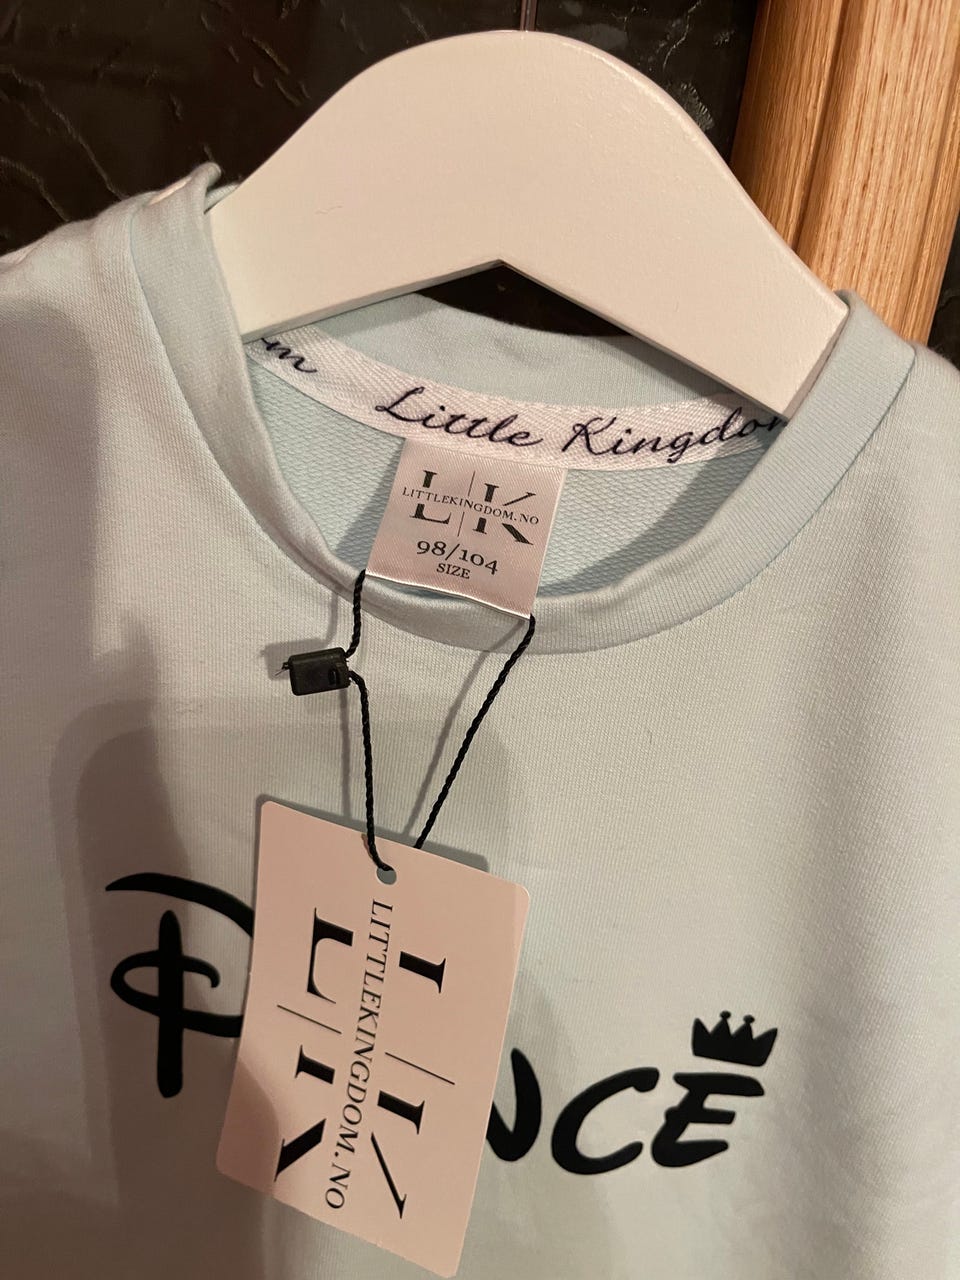 m Little Kingdom
LK
LITTLEKINGDOM.NO
98/104
SIZE
LK
LITTLEKINGDOM.NO
P NCE